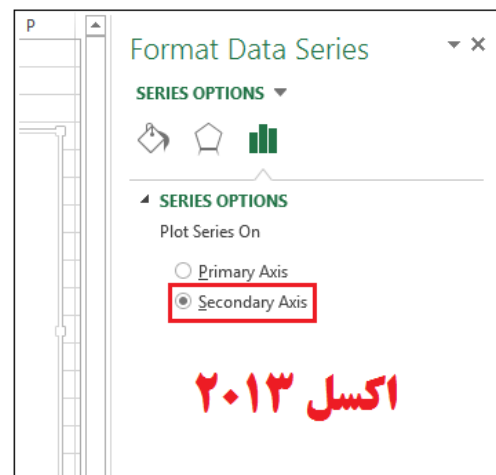 P
Format Data Series
SERIES OPTIONS
SERIES OPTIONS
Plot Series On
Primary Axis
Secondary Axis
اکسل ۲۰۱۳